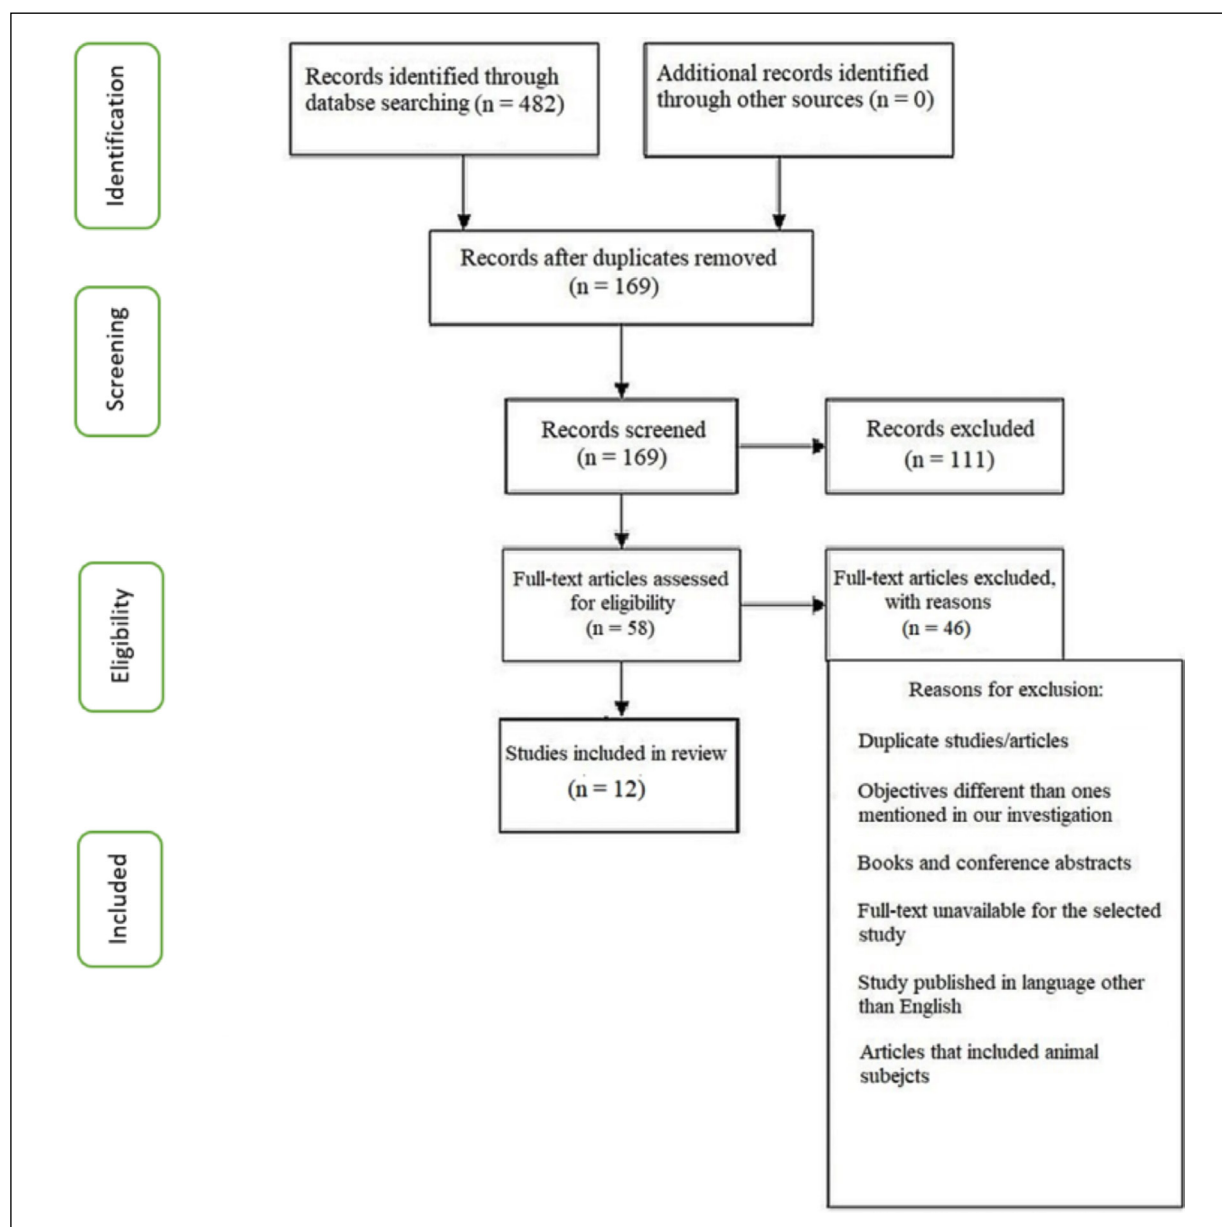 Identification
Records identified through
databse searching (n = 482)
Additional records identified
through other sources (n = 0)
Records after duplicates removed
(n = 169)
Screening
Records screened
(n = 169)
Records excluded
(n = 111)
Eligibility
Full-text articles assessed
for eligibility
(n = 58)
Full-text articles excluded,
with reasons
(n = 46)
Reasons for exclusion:
Duplicate studies/articles
Objectives different than ones
mentioned in our investigation
Books and conference abstracts
Full-text unavailable for the selected
study
Study published in language other
than English
Articles that included animal
subejcts
Studies included in review
(n = 12)
Included